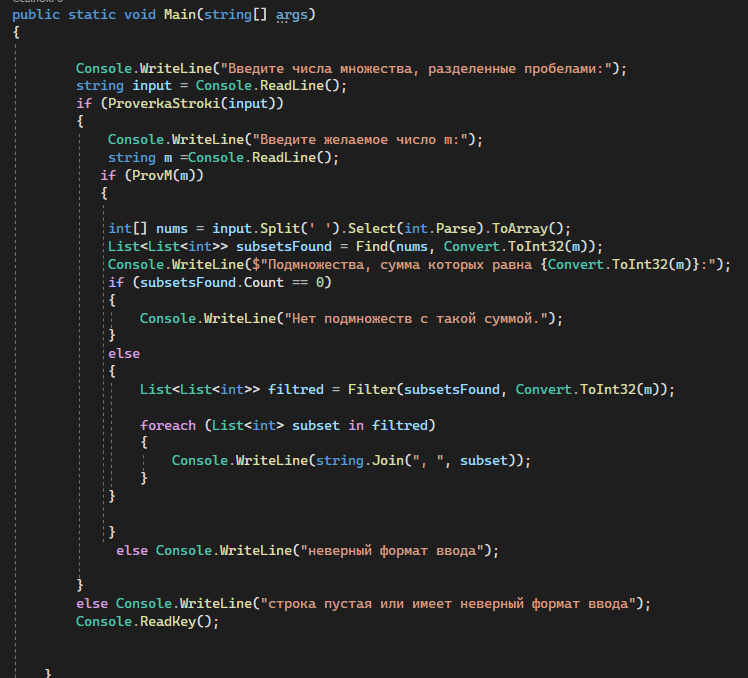 public static void Main(string[] args)
{
Console.WriteLine("Введите числа множества, разделенные пробелами:");
string input = Console.ReadLine();
if (ProverkaStroki(input))
{
Console.WriteLine("Введите желаемое число m:");
string m =Console.ReadLine();
if (ProvM(m))
{
int[] nums = input.Split(' ').Select(int.Parse).ToArray();
List<List<int>> subsetsFound = Find(nums, Convert.ToInt32(m));
Console.WriteLine($"Подмножества, сумма которых равна {Convert.ToInt32(m)}:");
if (subsetsFound.Count == 0)
{
Console.WriteLine("Нет подмножеств с такой суммой.");
}
else
{
List<List<int>> filtred = Filter(subsetsFound, Convert.ToInt32(m));
foreach (List<int> subset in filtred)
{
Console.WriteLine(string.Join(", ", subset));
}
}
}
else Console.WriteLine("неверный формат ввода");
}
else Console.WriteLine("строка пустая или имеет неверный формат ввода");
Console.ReadKey();
}